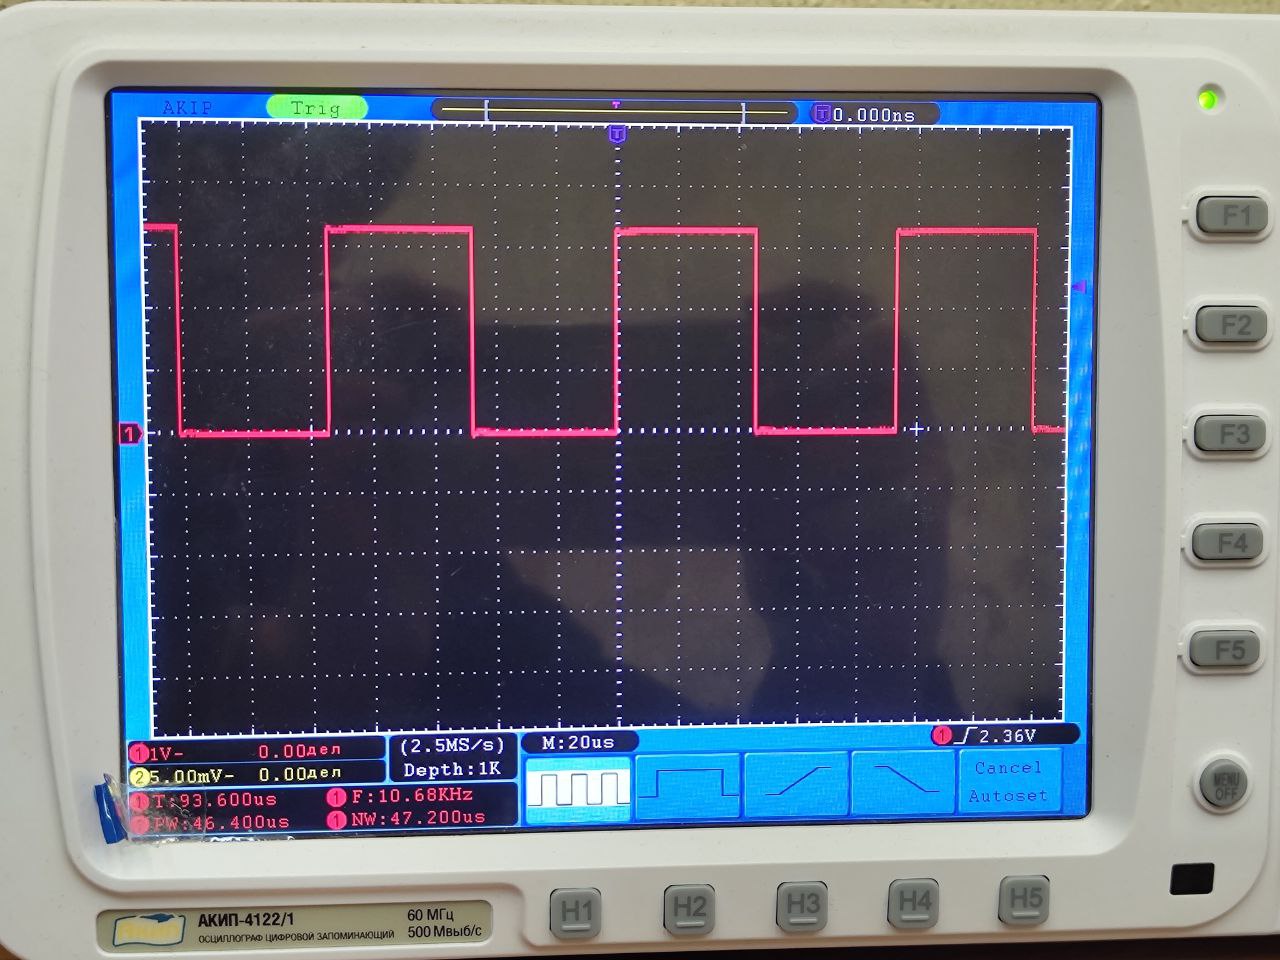 AKIP Trig T T 0.000ns
T
F1
F2
1
F3
F4
F5
1 1V- 0.00дел (2.5MS/s) M:20us 1 2.36V
2 5.00mV- 0.00дел Depth:1K
1 T:93.600us 1 F:10.68KHz Cancel
PW:46.400us 1 NW:47.200us Autoset
MENU
OFF
H1 H2 H3 H4 H5
Акип АКИП-4122/1 60 МГц
ОСЦИЛЛОГРАФ ЦИФРОВОЙ ЗАПОМИНАЮЩИЙ 500 Мвыб/с